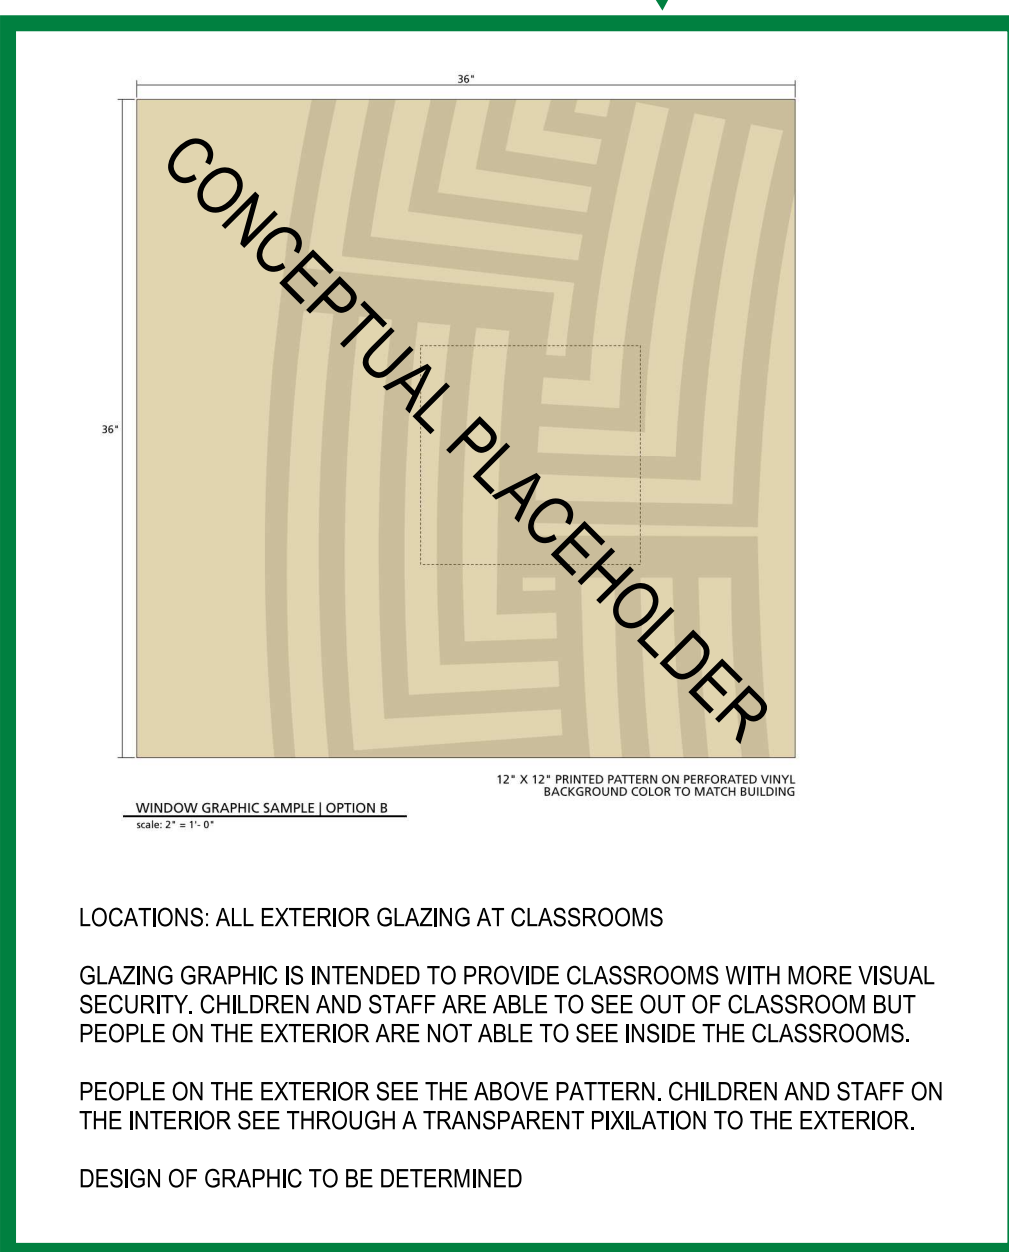 36"
CONCEPTUAL PLACEHOLDER
36"
12" X 12" PRINTED PATTERN ON PERFORATED VINYL
BACKGROUND COLOR TO MATCH BUILDING
WINDOW GRAPHIC SAMPLE | OPTION B
scale: 2" = 1'- 0"
LOCATIONS: ALL EXTERIOR GLAZING AT CLASSROOMS
GLAZING GRAPHIC IS INTENDED TO PROVIDE CLASSROOMS WITH MORE VISUAL
SECURITY. CHILDREN AND STAFF ARE ABLE TO SEE OUT OF CLASSROOM BUT
PEOPLE ON THE EXTERIOR ARE NOT ABLE TO SEE INSIDE THE CLASSROOMS.
PEOPLE ON THE EXTERIOR SEE THE ABOVE PATTERN. CHILDREN AND STAFF ON
THE INTERIOR SEE THROUGH A TRANSPARENT PIXILATION TO THE EXTERIOR.
DESIGN OF GRAPHIC TO BE DETERMINED